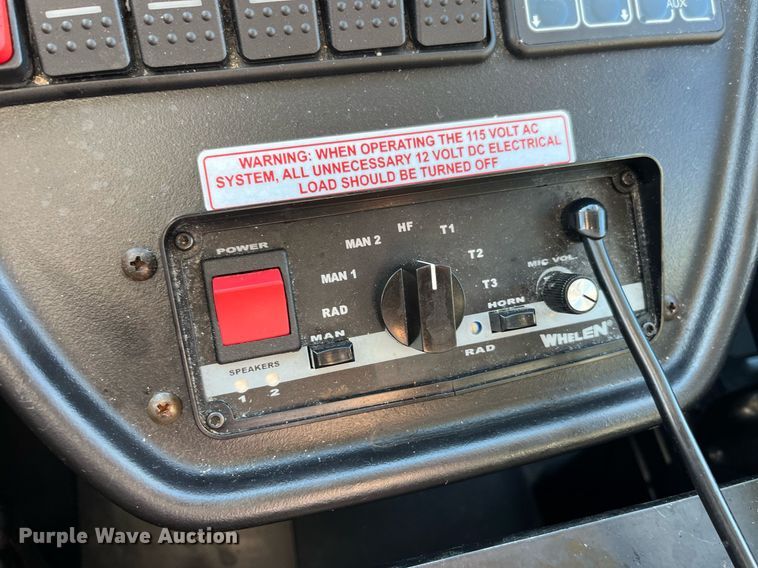 AUX
WARNING: WHEN OPERATING THE 115 VOLT AC
SYSTEM, ALL UNNECESSARY 12 VOLT DC ELECTRICAL
LOAD SHOULD BE TURNED OFF
POWER
MAN 2
HF
T1
MAN 1
T2
MIC VOL.
RAD
T3
MAN
HORN
RAD
WHELEN®
SPEAKERS
1 2
Purple Wave Auction